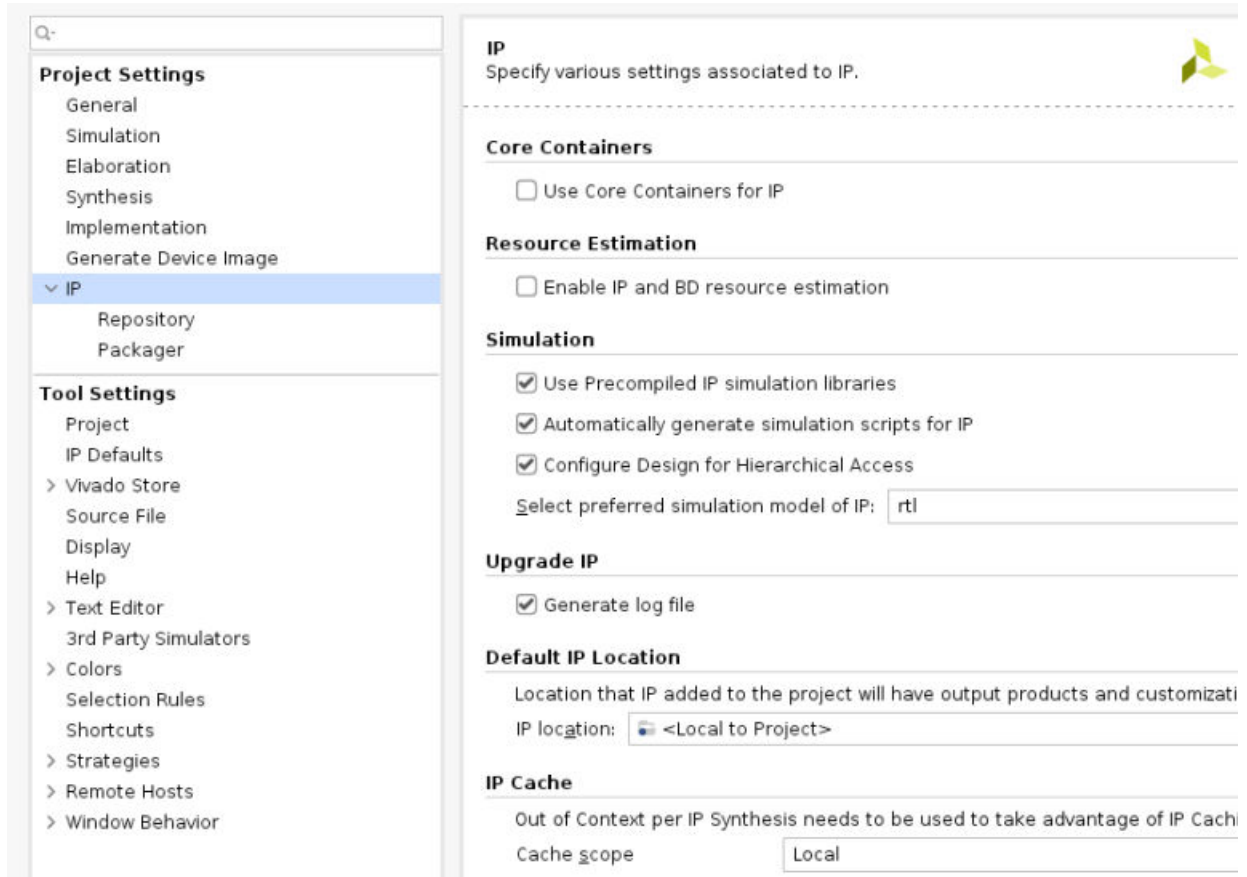 Q-
Project Settings
General
Simulation
Elaboration
Synthesis
Implementation
Generate Device Image
IP
Repository
Packager
Tool Settings
Project
IP Defaults
Vivado Store
Source File
Display
Help
Text Editor
3rd Party Simulators
Colors
Selection Rules
Shortcuts
Strategies
Remote Hosts
Window Behavior
IP
Specify various settings associated to IP.
Core Containers
Use Core Containers for IP
Resource Estimation
Enable IP and BD resource estimation
Simulation
Use Precompiled IP simulation libraries
Automatically generate simulation scripts for IP
Configure Design for Hierarchical Access
Select preferred simulation model of IP: rtl
Upgrade IP
Generate log file
Default IP Location
Location that IP added to the project will have output products and customizati
IP location: <Local to Project>
IP Cache
Out of Context per IP Synthesis needs to be used to take advantage of IP Cachi
Cache scope Local